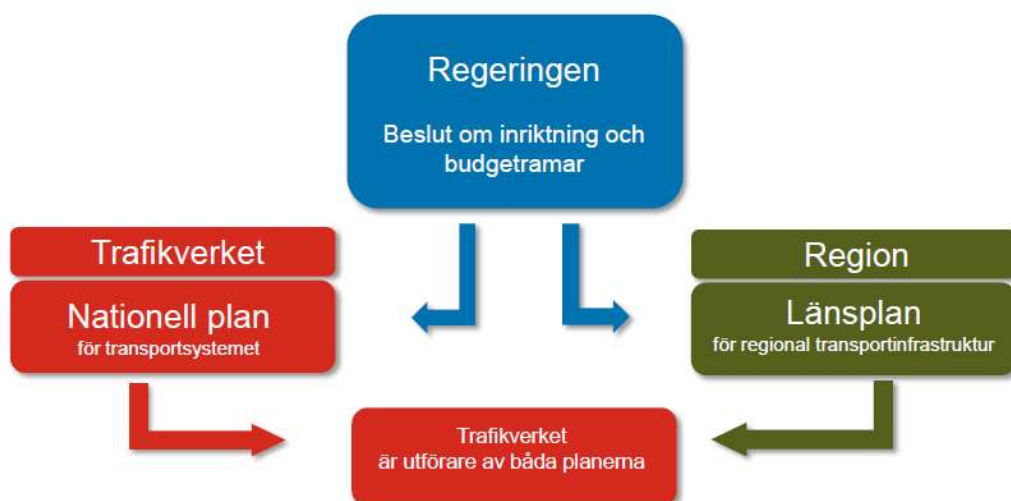 Regeringen
Beslut om inriktning och
budgetramar
Trafikverket
Nationell plan
för transportsystemet
Region
Länsplan
för regional transportinfrastruktur
Trafikverket
är utförare av båda planerna